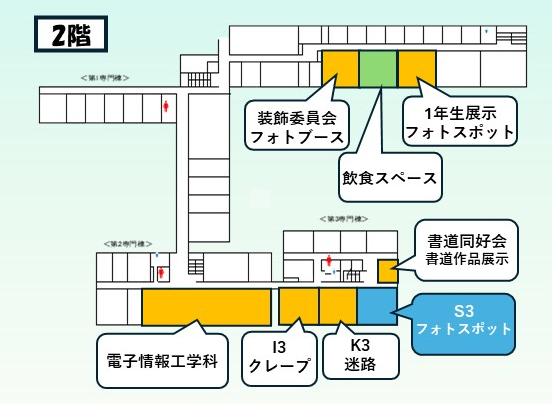 2階
<第1専門棟>
装飾委員会
フォトブース
1年生展示
フォトスポット
飲食スペース
<第3専門棟>
<第2専門棟>
書道同好会
書道作品展示
S3
フォトスポット
電子情報工学科
I3
クレープ
K3
迷路